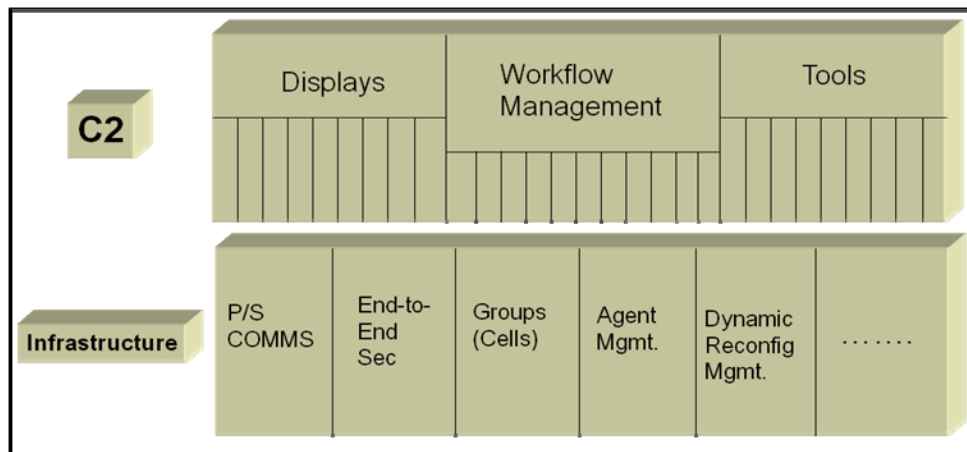 C2
Displays
Workflow
Management
Tools
Infrastructure
P/S
COMMS
End-to-
End
Sec
Groups
(Cells)
Agent
Mgmt.
Dynamic
Reconfig
Mgmt.
.......